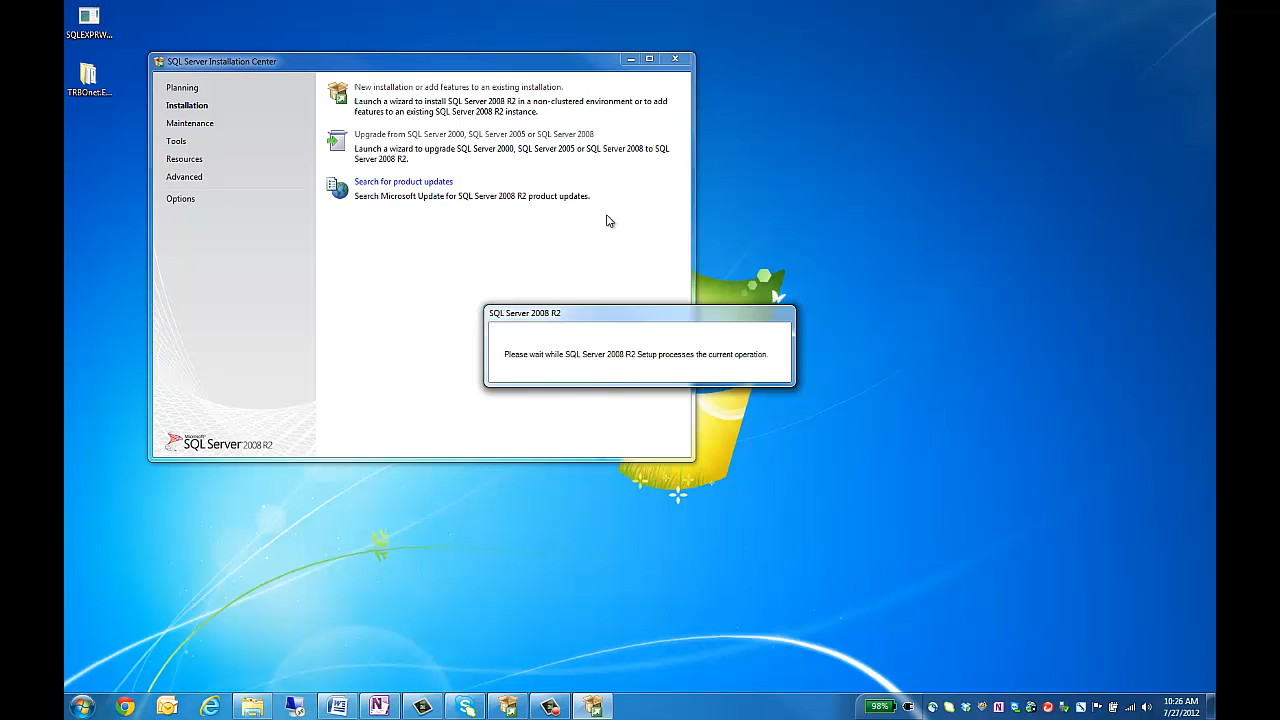 SQLEXPRW...
TRBOnet.E...
SQL Server Installation Center
Planning
Installation
Maintenance
Tools
Resources
Advanced
Options
New installation or add features to an existing installation.
Launch a wizard to install SQL Server 2008 R2 in a non-clustered environment or to add
features to an existing SQL Server 2008 R2 instance.
Upgrade from SQL Server 2000, SQL Server 2005 or SQL Server 2008
Launch a wizard to upgrade SQL Server 2000, SQL Server 2005 or SQL Server 2008 to SQL
Server 2008 R2.
Search for product updates
Search Microsoft Update for SQL Server 2008 R2 product updates.
SQL Server 2008 R2
Please wait while SQL Server 2008 R2 Setup processes the current operation.
Microsoft
SQL Server 2008 R2
98%
10:26 AM
7/27/2012